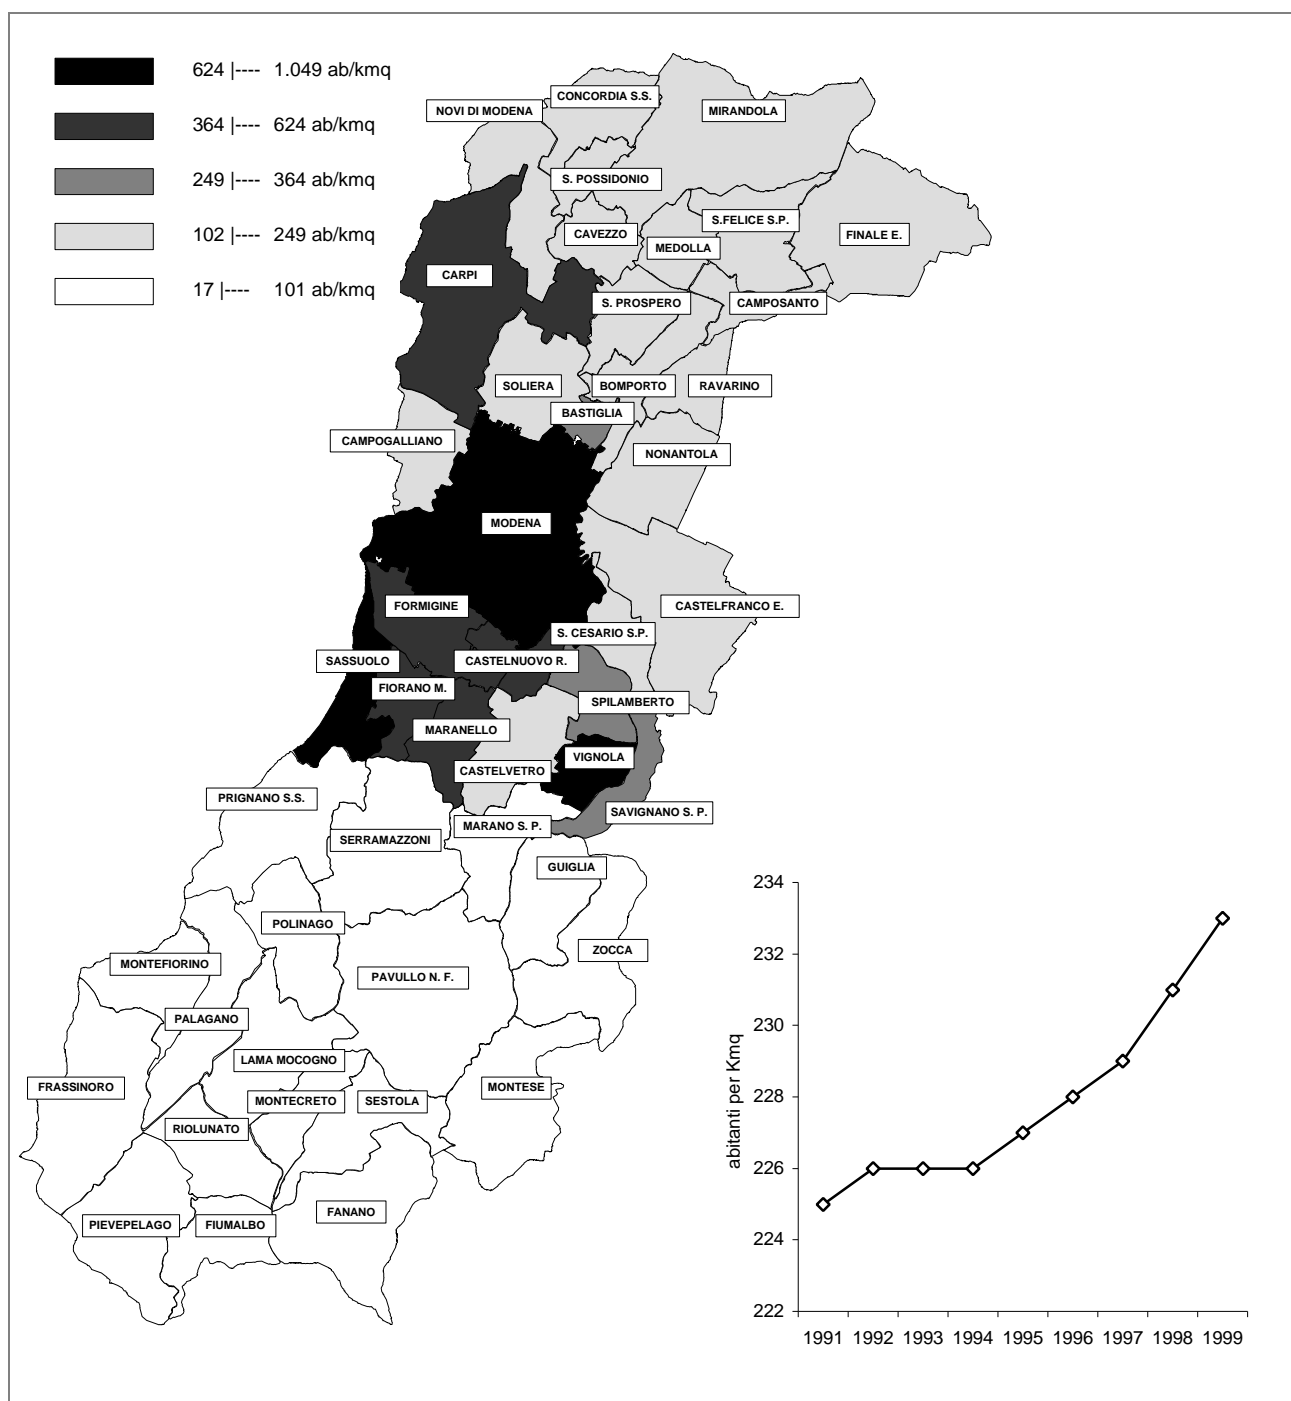 624 |---- 1.049 ab/kmq
364 |---- 624 ab/kmq
249 |---- 364 ab/kmq
102 |---- 249 ab/kmq
17 |---- 101 ab/kmq
CONCORDIA S.S.
NOVI DI MODENA
MIRANDOLA
S. POSSIDONIO
S.FELICE S.P.
CAVEZZO
FINALE E.
MEDOLLA
CARPI
S. PROSPERO
CAMPOSANTO
SOLIERA
BOMPORTO
RAVARINO
BASTIGLIA
CAMPOGALLIANO
NONANTOLA
MODENA
FORMIGINE
CASTELFRANCO E.
S. CESARIO S.P.
SASSUOLO
CASTELNUOVO R.
FIORANO M.
SPILAMBERTO
MARANELLO
VIGNOLA
CASTELVETRO
PRIGNANO S.S.
SAVIGNANO S. P.
MARANO S. P.
SERRAMAZZONI
GUIGLIA
POLINAGO
ZOCCA
MONTEFIORINO
PAVULLO N. F.
PALAGANO
LAMA MOCOGNO
FRASSINORO
MONTECRETO
SESTOLA
MONTESE
RIOLUNATO
FANANO
PIEVEPELAGO
FIUMALBO
abitanti per Kmq
234
232
230
228
226
224
222
1991 1992 1993 1994 1995 1996 1997 1998 1999